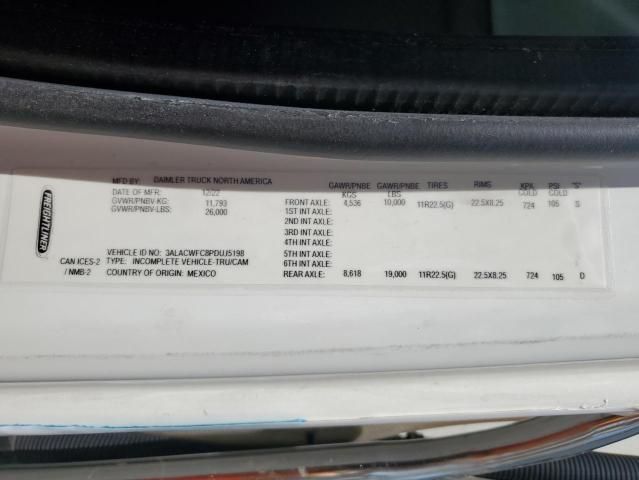 FREIGHTLINER
MFD BY: DAIMLER TRUCK NORTH AMERICA
DATE OF MFR: 12/22
GVWR/PNBV-KG: 11,793
GVWR/PNBV-LBS: 26,000
VEHICLE ID NO: 3ALACWFC8PDUJ5198
CAN ICES-2 TYPE: INCOMPLETE VEHICLE-TRU/CAM
/ NMB-2 COUNTRY OF ORIGIN: MEXICO
GAWR/PNBE GAWR/PNBE TIRES RIMS KPA PSI "S"
KGS LBS COLD COLD
FRONT AXLE: 4,536 10,000 11R22.5(G) 22.5X8.25 724 105 S
1ST INT AXLE:
2ND INT AXLE:
3RD INT AXLE:
4TH INT AXLE:
5TH INT AXLE:
6TH INT AXLE:
REAR AXLE: 8,618 19,000 11R22.5(G) 22.5X8.25 724 105 D